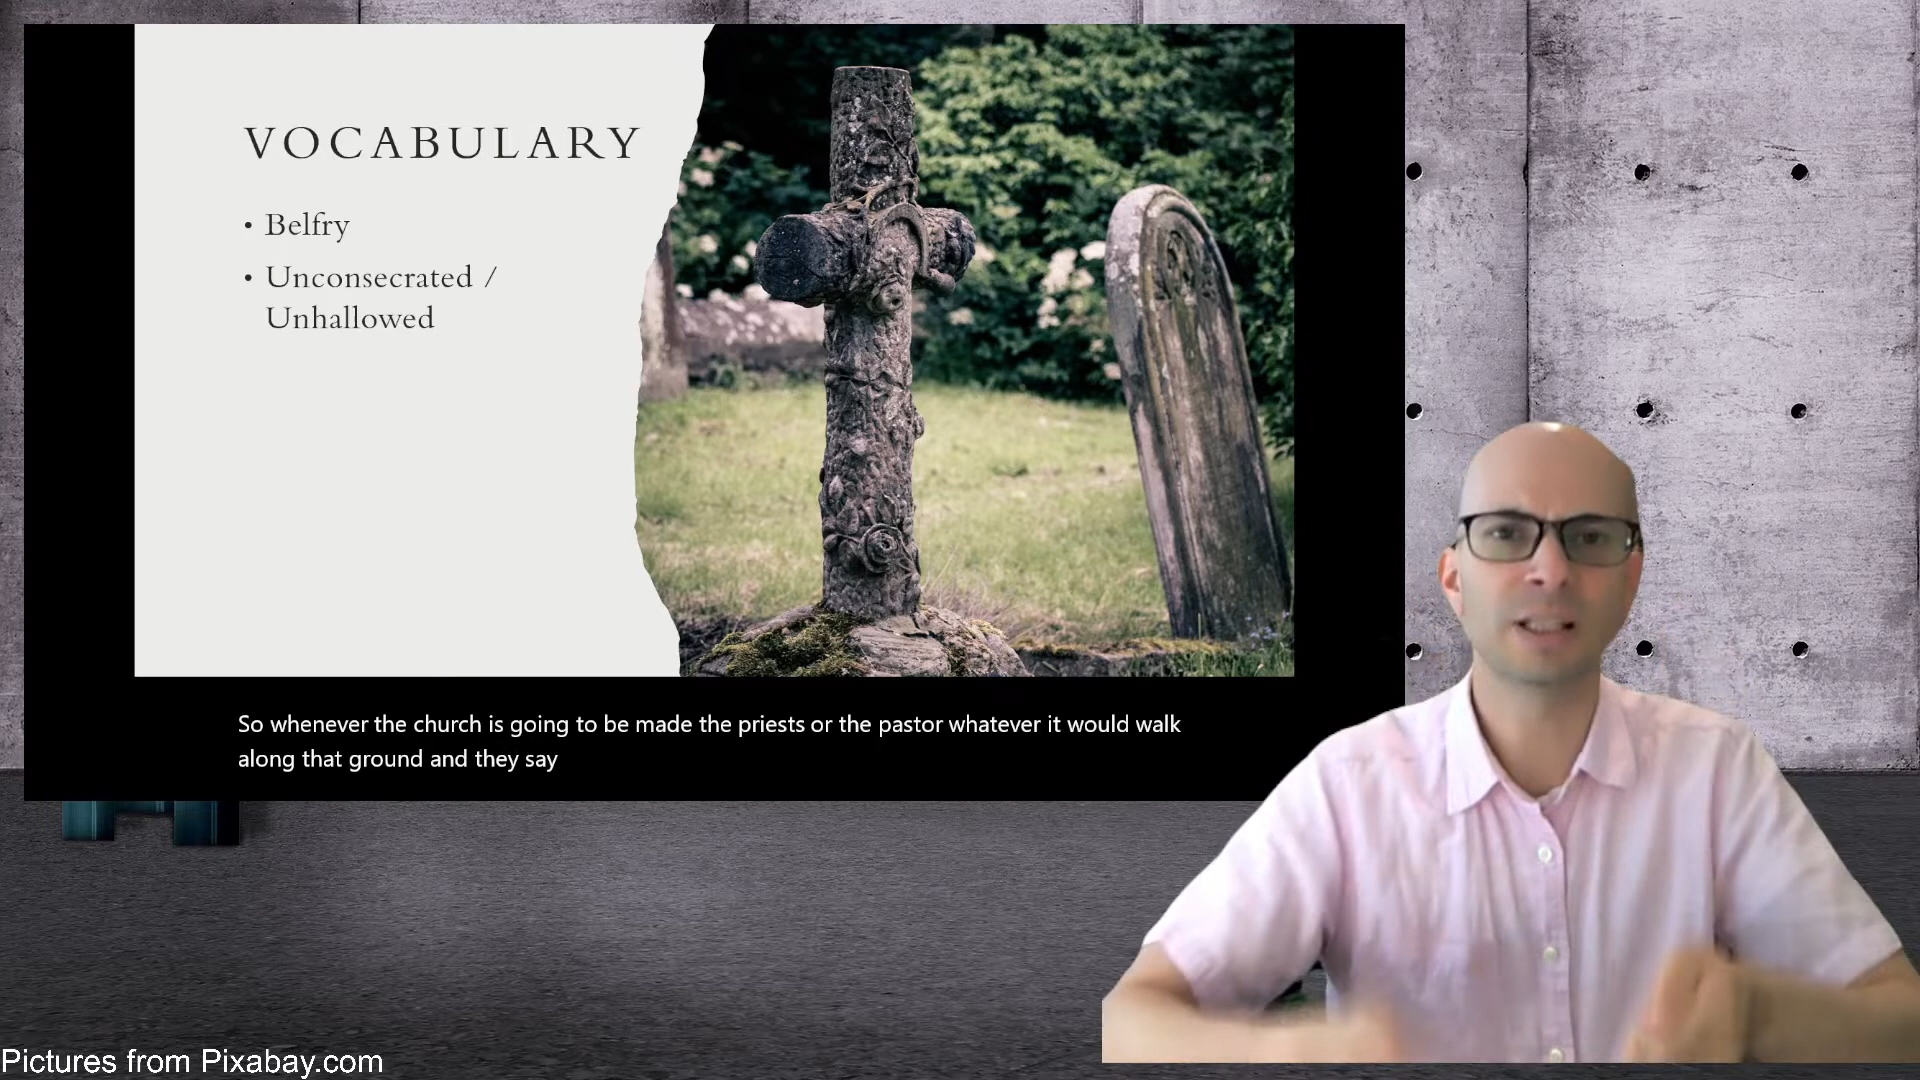 VOCABULARY
• Belfry
• Unconsecrated /
Unhallowed
So whenever the church is going to be made the priests or the pastor whatever it would walk
along that ground and they say
Pictures from Pixabay.com